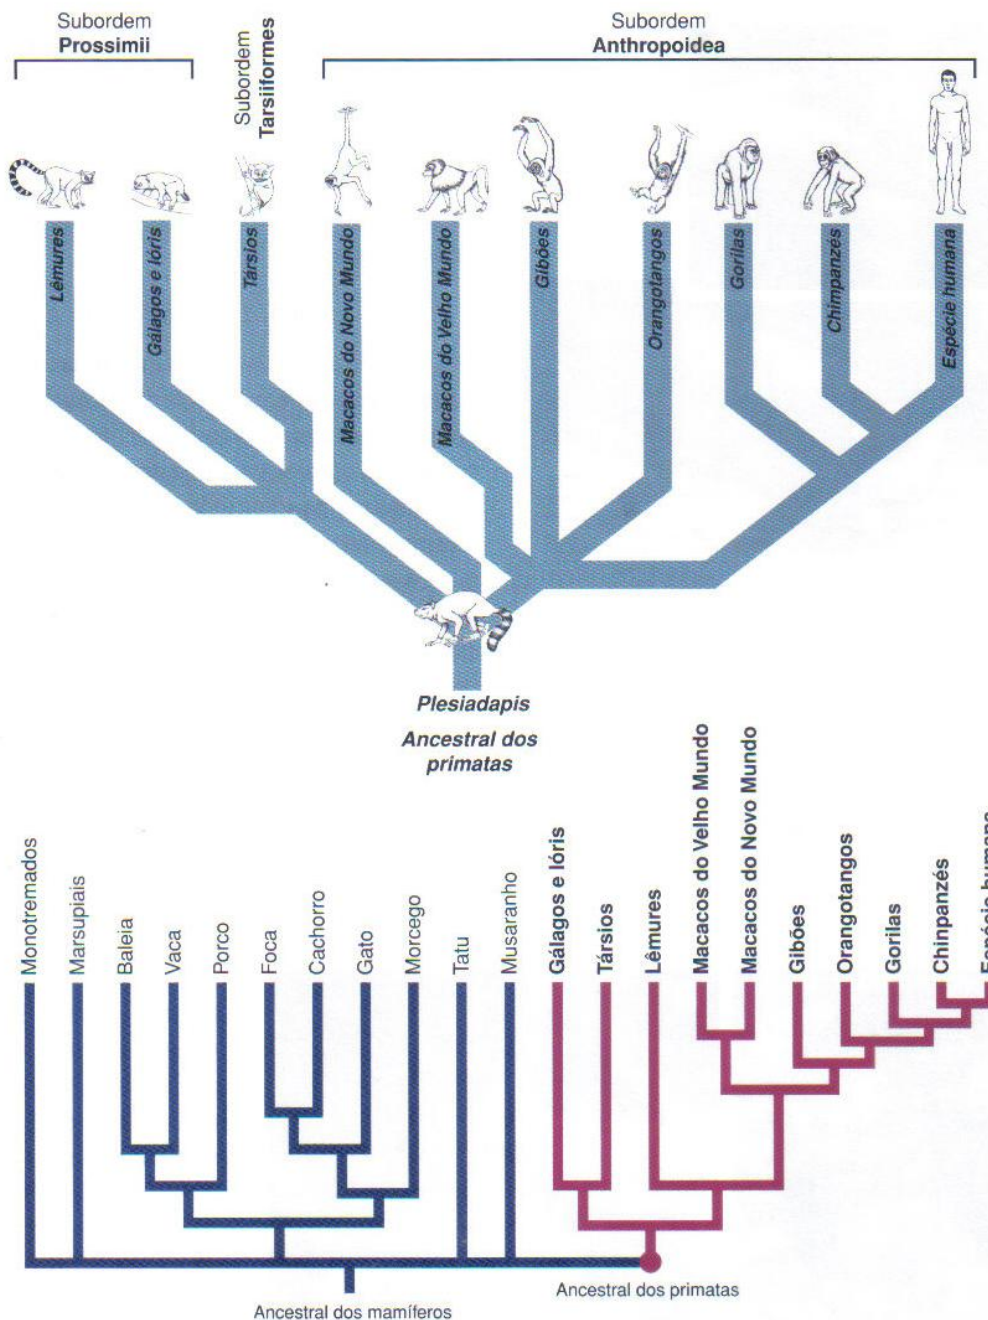 Subordem
Prossimii
Subordem
Tarsiiformes
Subordem
Anthropoidea
Lêmures
Gálagos e lóris
Társios
Macacos do Novo Mundo
Macacos do Velho Mundo
Gibões
Orangotangos
Gorilas
Chimpanzés
Espécie humana
Plesiadapis
Ancestral dos
primatas
Monotremados
Marsupiais
Baleia
Vaca
Porco
Foca
Cachorro
Gato
Morcego
Tatu
Musaranho
Gálagos e lóris
Társios
Lêmures
Macacos do Velho Mundo
Macacos do Novo Mundo
Gibões
Orangotangos
Gorilas
Chinpanzés
Espécie humana
Ancestral dos mamíferos
Ancestral dos primatas